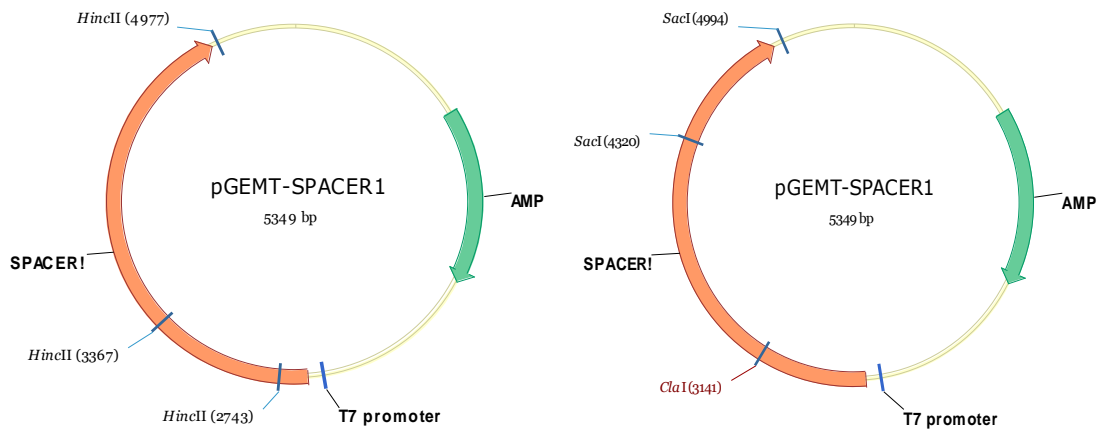 HincII (4977)
pGEMT-SPACER1
5349 bp
AMP
SPACER!
HincII (3367)
HincII (2743)
T7 promoter
SacI (4994)
SacI (4320)
pGEMT-SPACER1
5349 bp
AMP
SPACER!
ClaI (3141)
T7 promoter